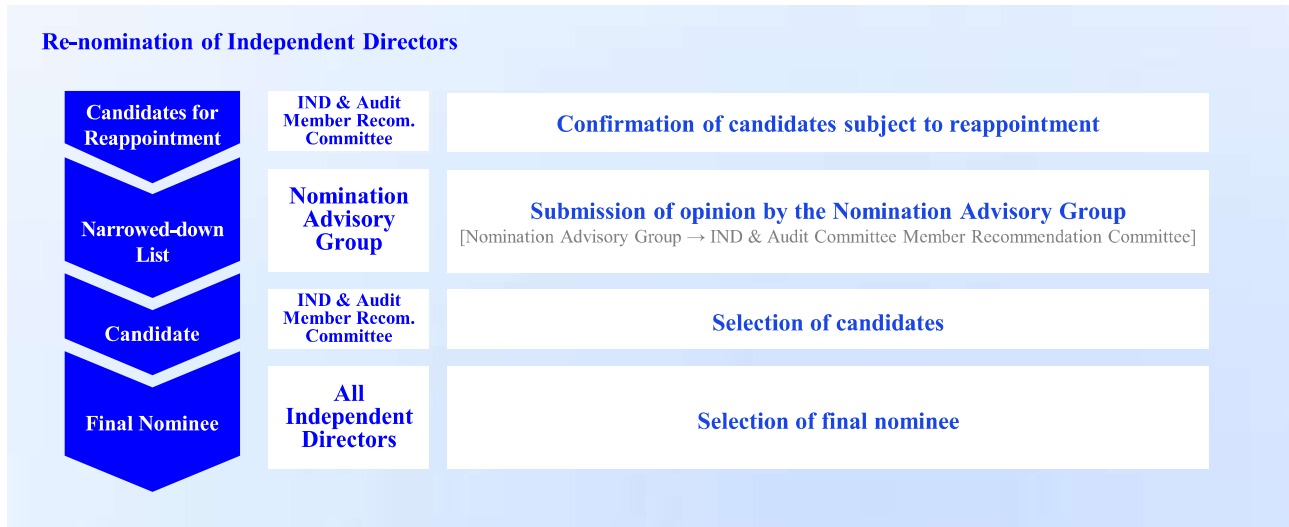 Re-nomination of Independent Directors
Candidates for
Reappointment
IND & Audit
Member Recom.
Committee
Confirmation of candidates subject to reappointment
Narrowed-down
List
Nomination
Advisory
Group
Submission of opinion by the Nomination Advisory Group
[Nomination Advisory Group → IND & Audit Committee Member Recommendation Committee]
Candidate
IND & Audit
Member Recom.
Committee
Selection of candidates
Final Nominee
All
Independent
Directors
Selection of final nominee